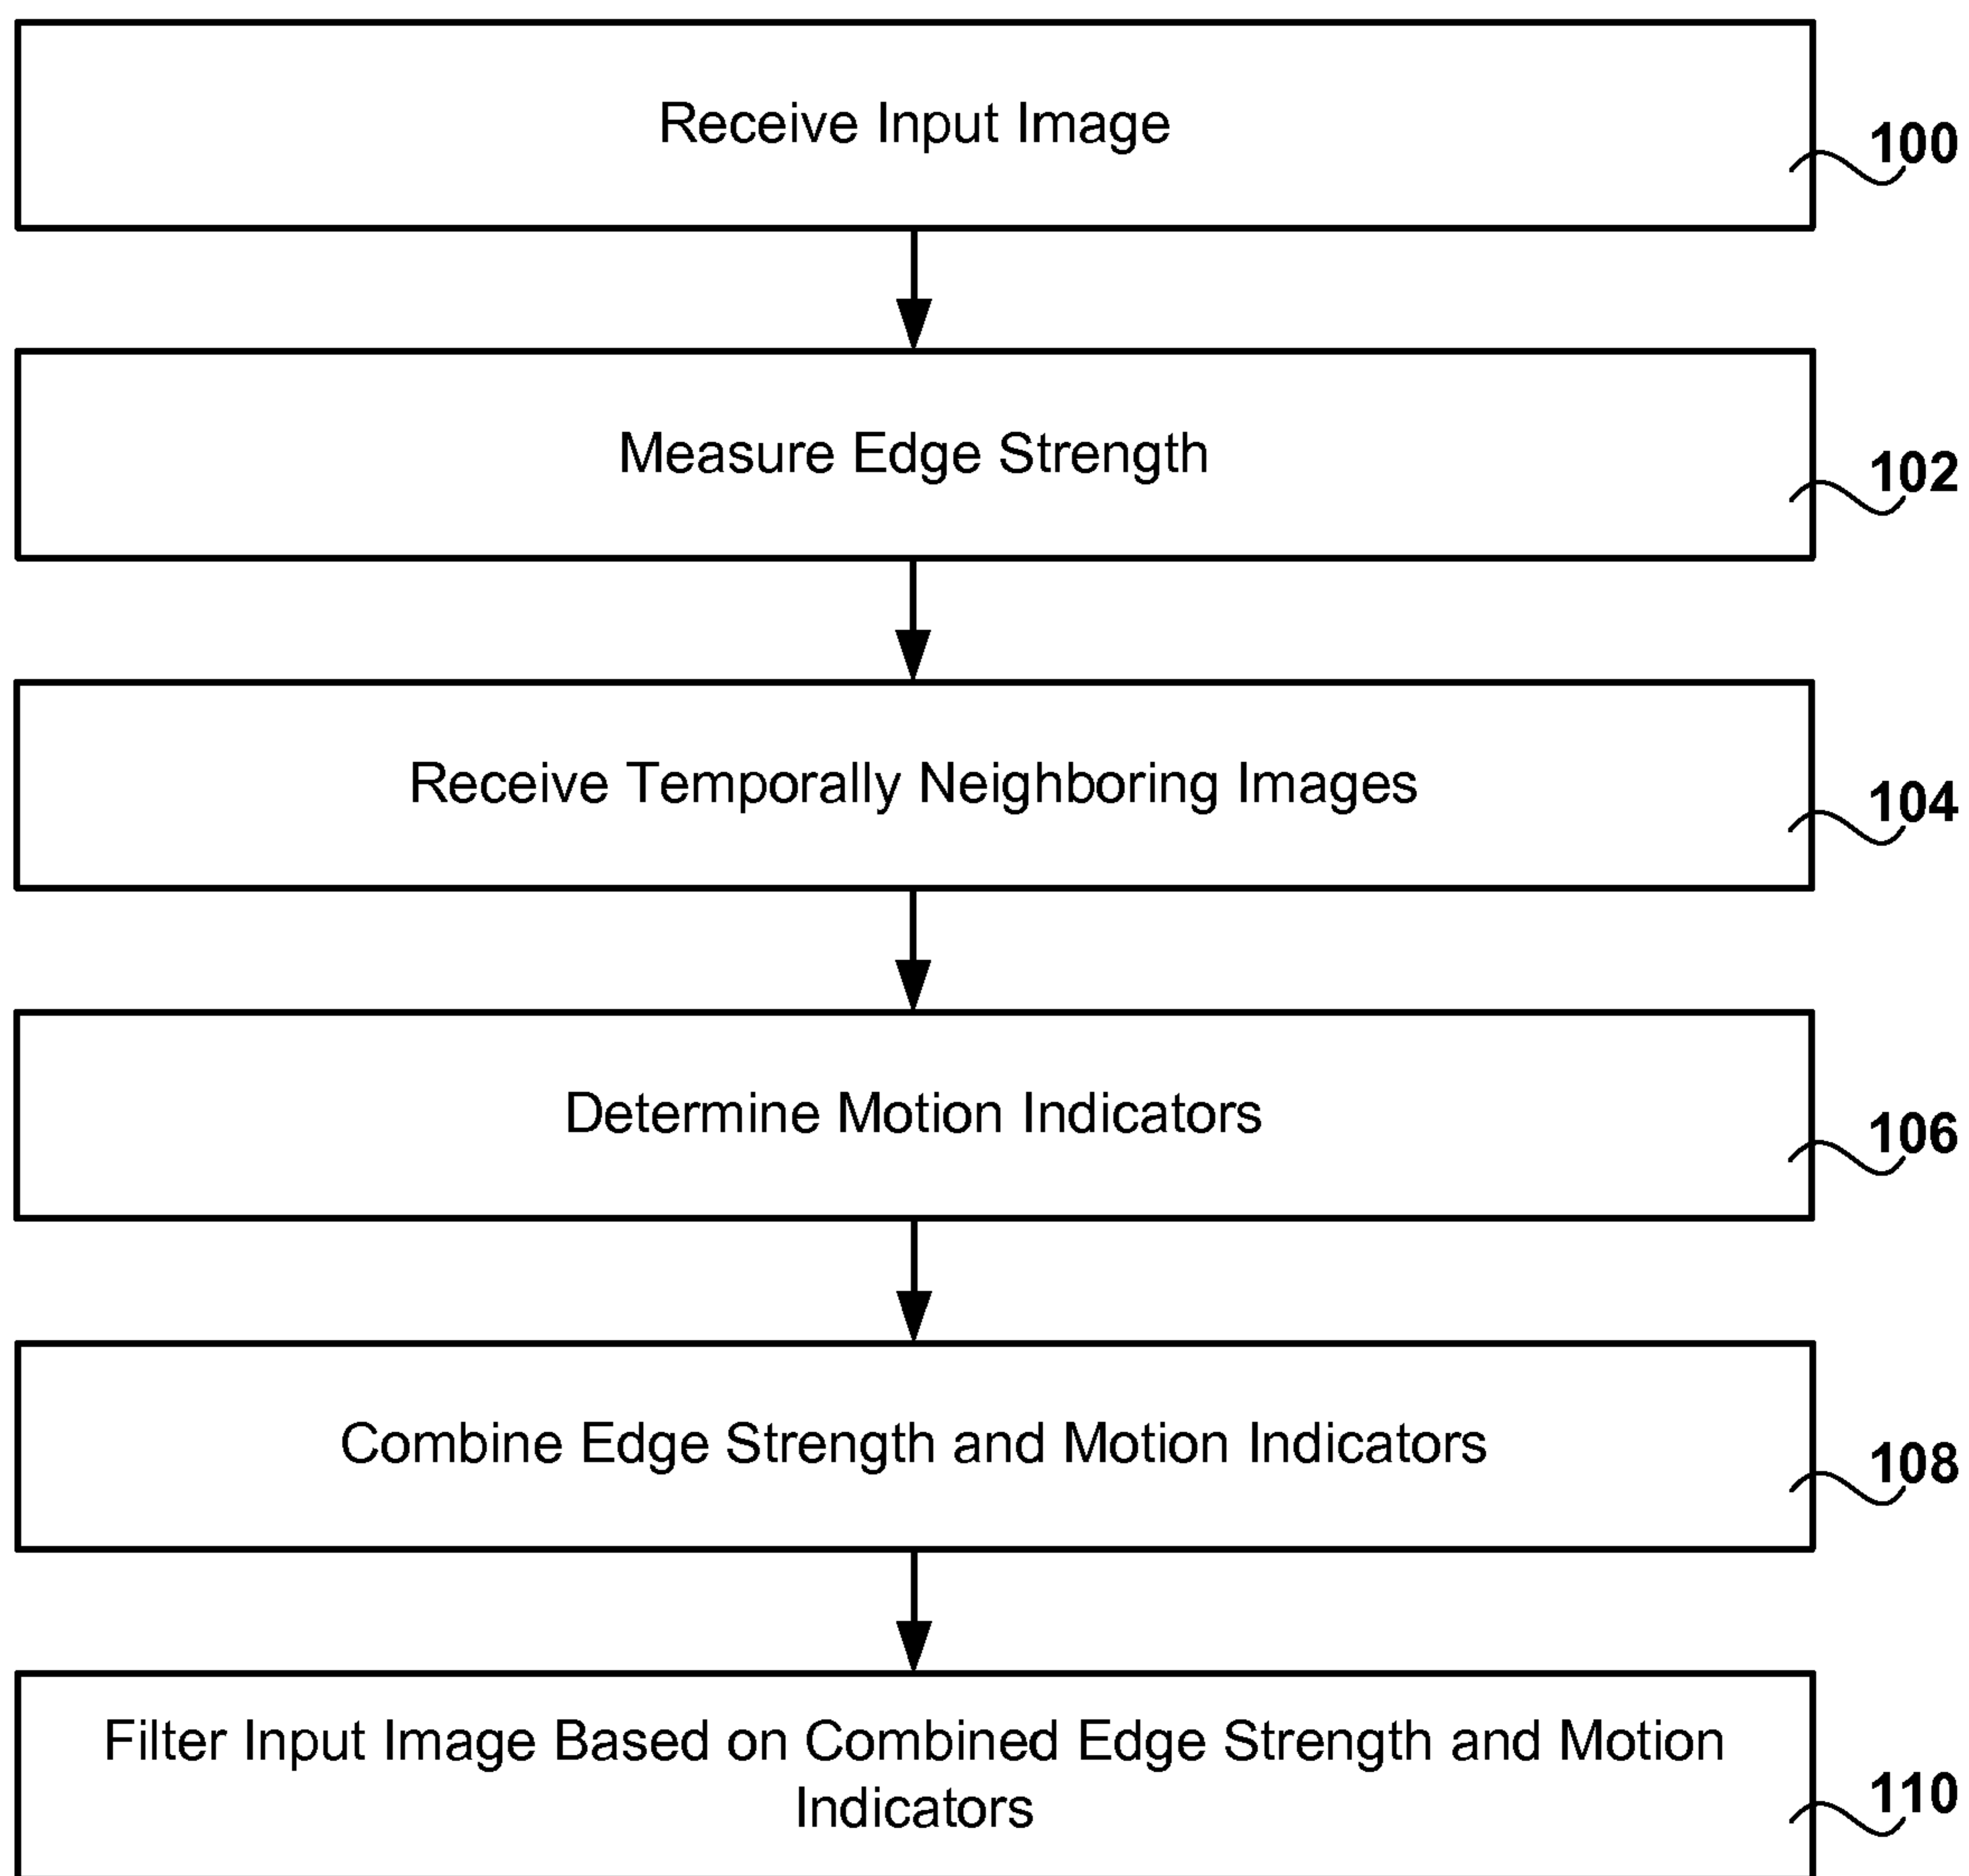 Receive Input Image
100
Measure Edge Strength
102
Receive Temporally Neighboring Images
104
Determine Motion Indicators
106
Combine Edge Strength and Motion Indicators
108
Filter Input Image Based on Combined Edge Strength and Motion
Indicators
110